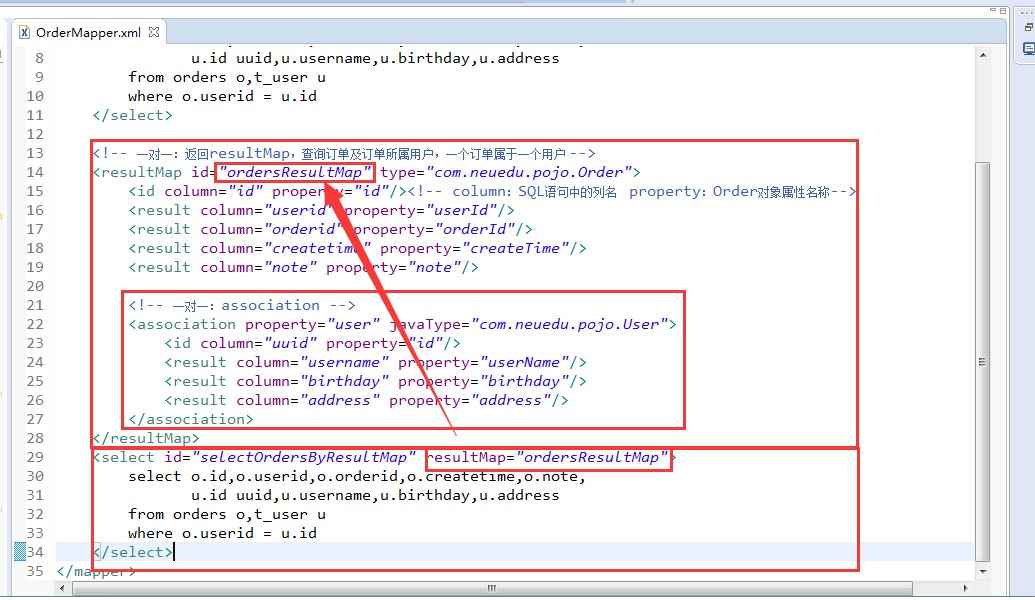 OrderMapper.xml
8 u.id uuid,u.username,u.birthday,u.address
9 from orders o,t_user u
10 where o.userid = u.id
11 </select>
12
13 <!-- 一对一：返回resultMap，查询订单及订单所属用户，一个订单属于一个用户 -->
14 <resultMap id="ordersResultMap" type="com.neuedu.pojo.Order">
15 <id column="id" property="id"/><!-- column：SQL语句中的列名 property：Order对象属性名称-->
16 <result column="userid" property="userId"/>
17 <result column="orderid" property="orderId"/>
18 <result column="createtime" property="createTime"/>
19 <result column="note" property="note"/>
20
21 <!-- 一对一：association -->
22 <association property="user" javaType="com.neuedu.pojo.User">
23 <id column="uuid" property="id"/>
24 <result column="username" property="userName"/>
25 <result column="birthday" property="birthday"/>
26 <result column="address" property="address"/>
27 </association>
28 </resultMap>
29 <select id="selectOrdersByResultMap" resultMap="ordersResultMap">
30 select o.id,o.userid,o.orderid,o.createtime,o.note,
31 u.id uuid,u.username,u.birthday,u.address
32 from orders o,t_user u
33 where o.userid = u.id
34 </select>
35 </mapper>